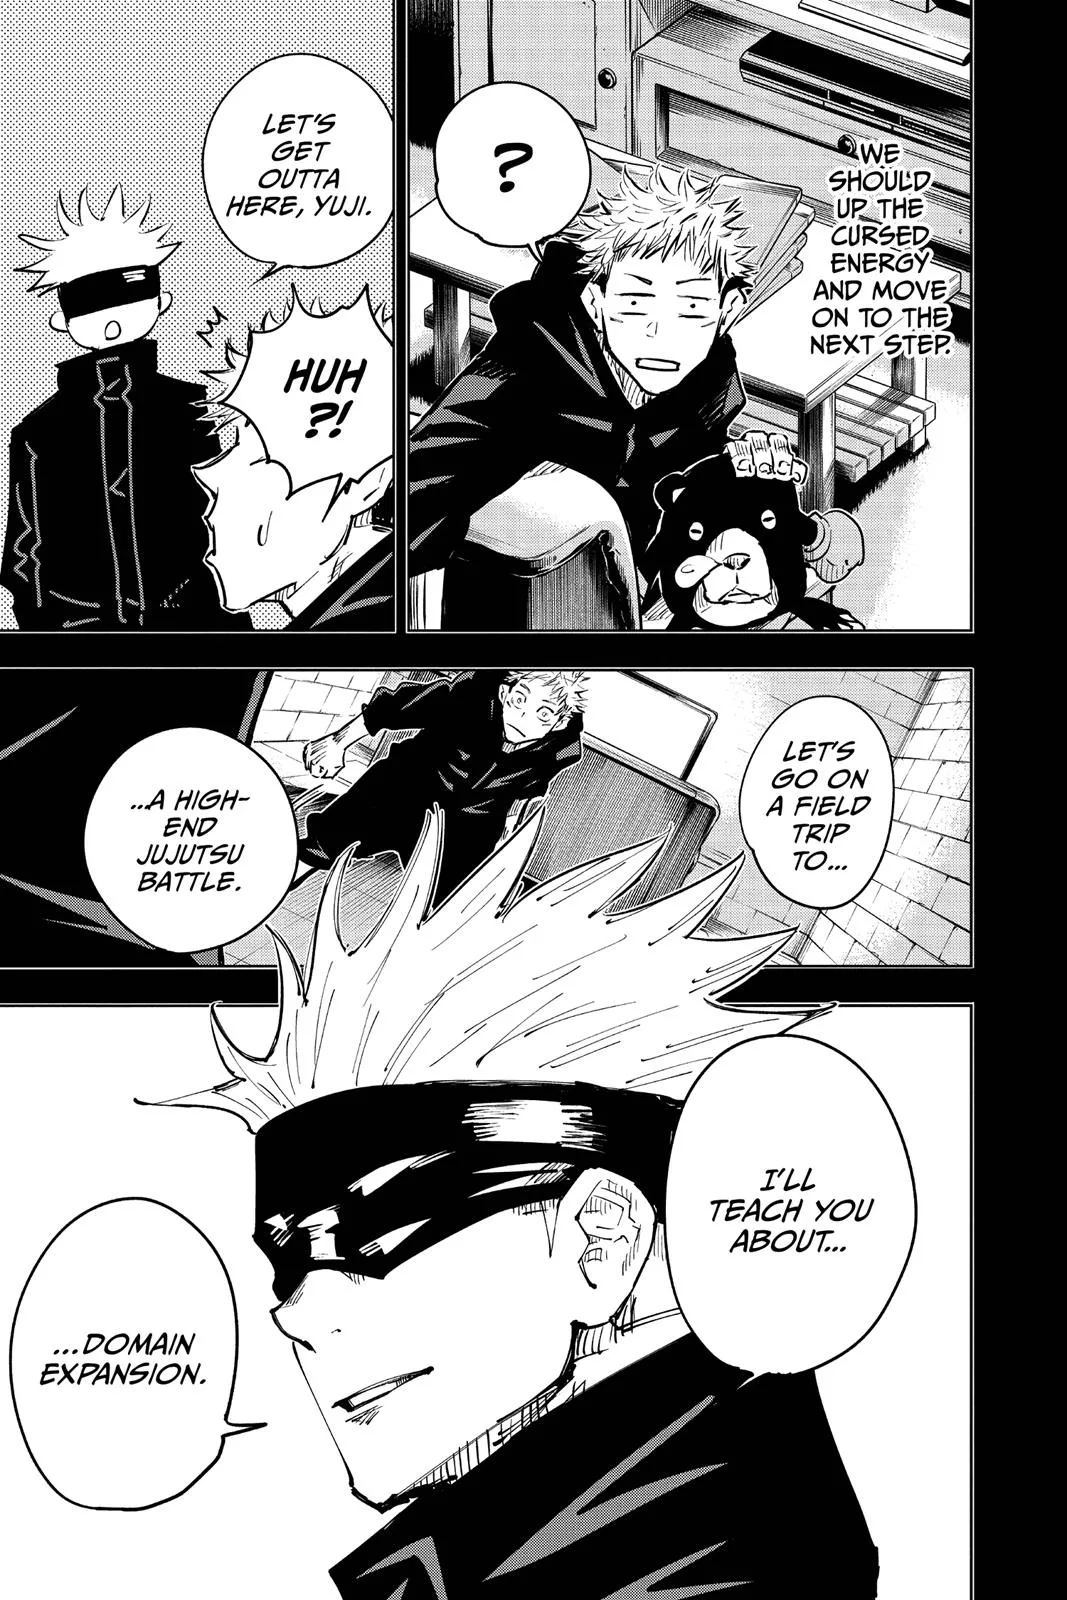 WE
SHOULD
UP THE
CURSED
ENERGY
AND MOVE
ON TO THE
NEXT STEP.
?
LET'S
GET
OUTTA
HERE, YUJI.
HUH
?!
LET'S
GO ON
A FIELD
TRIP
TO...
...A HIGH-
END
JUJUTSU
BATTLE.
I'LL
TEACH YOU
ABOUT...
...DOMAIN
EXPANSION.